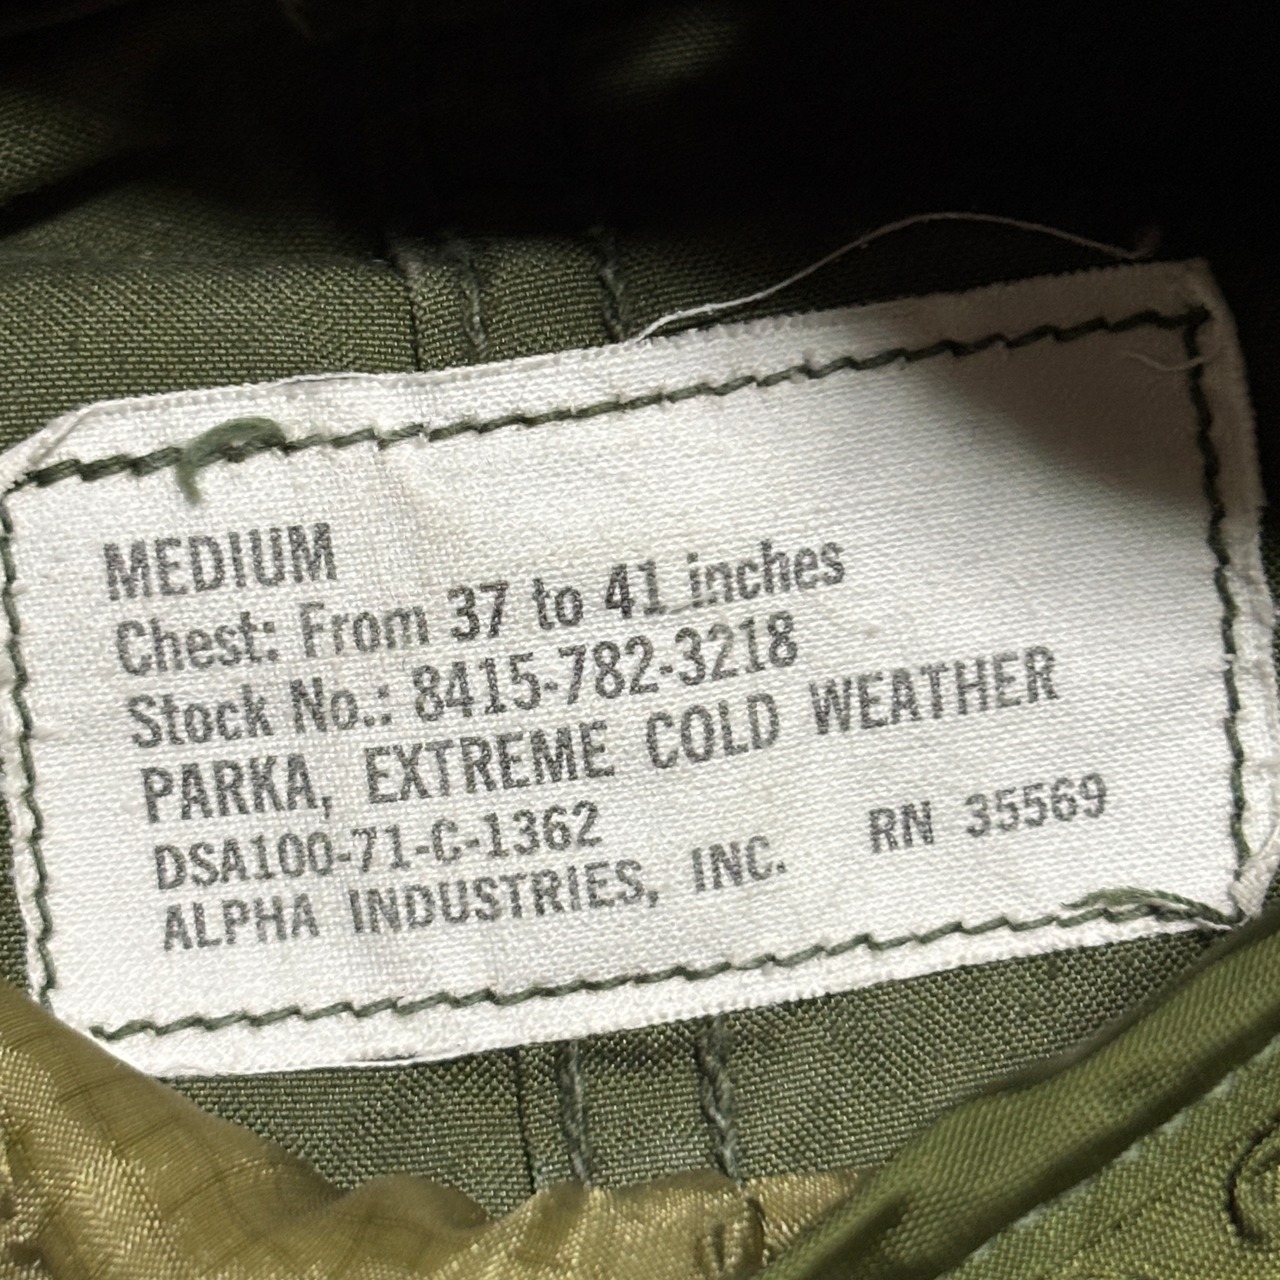 MEDIUM
Chest: From 37 to 41 inches
Stock No.: 8415-782-3218
PARKA, EXTREME COLD WEATHER
DSA100-71-C-1362
ALPHA INDUSTRIES, INC. RN 35569